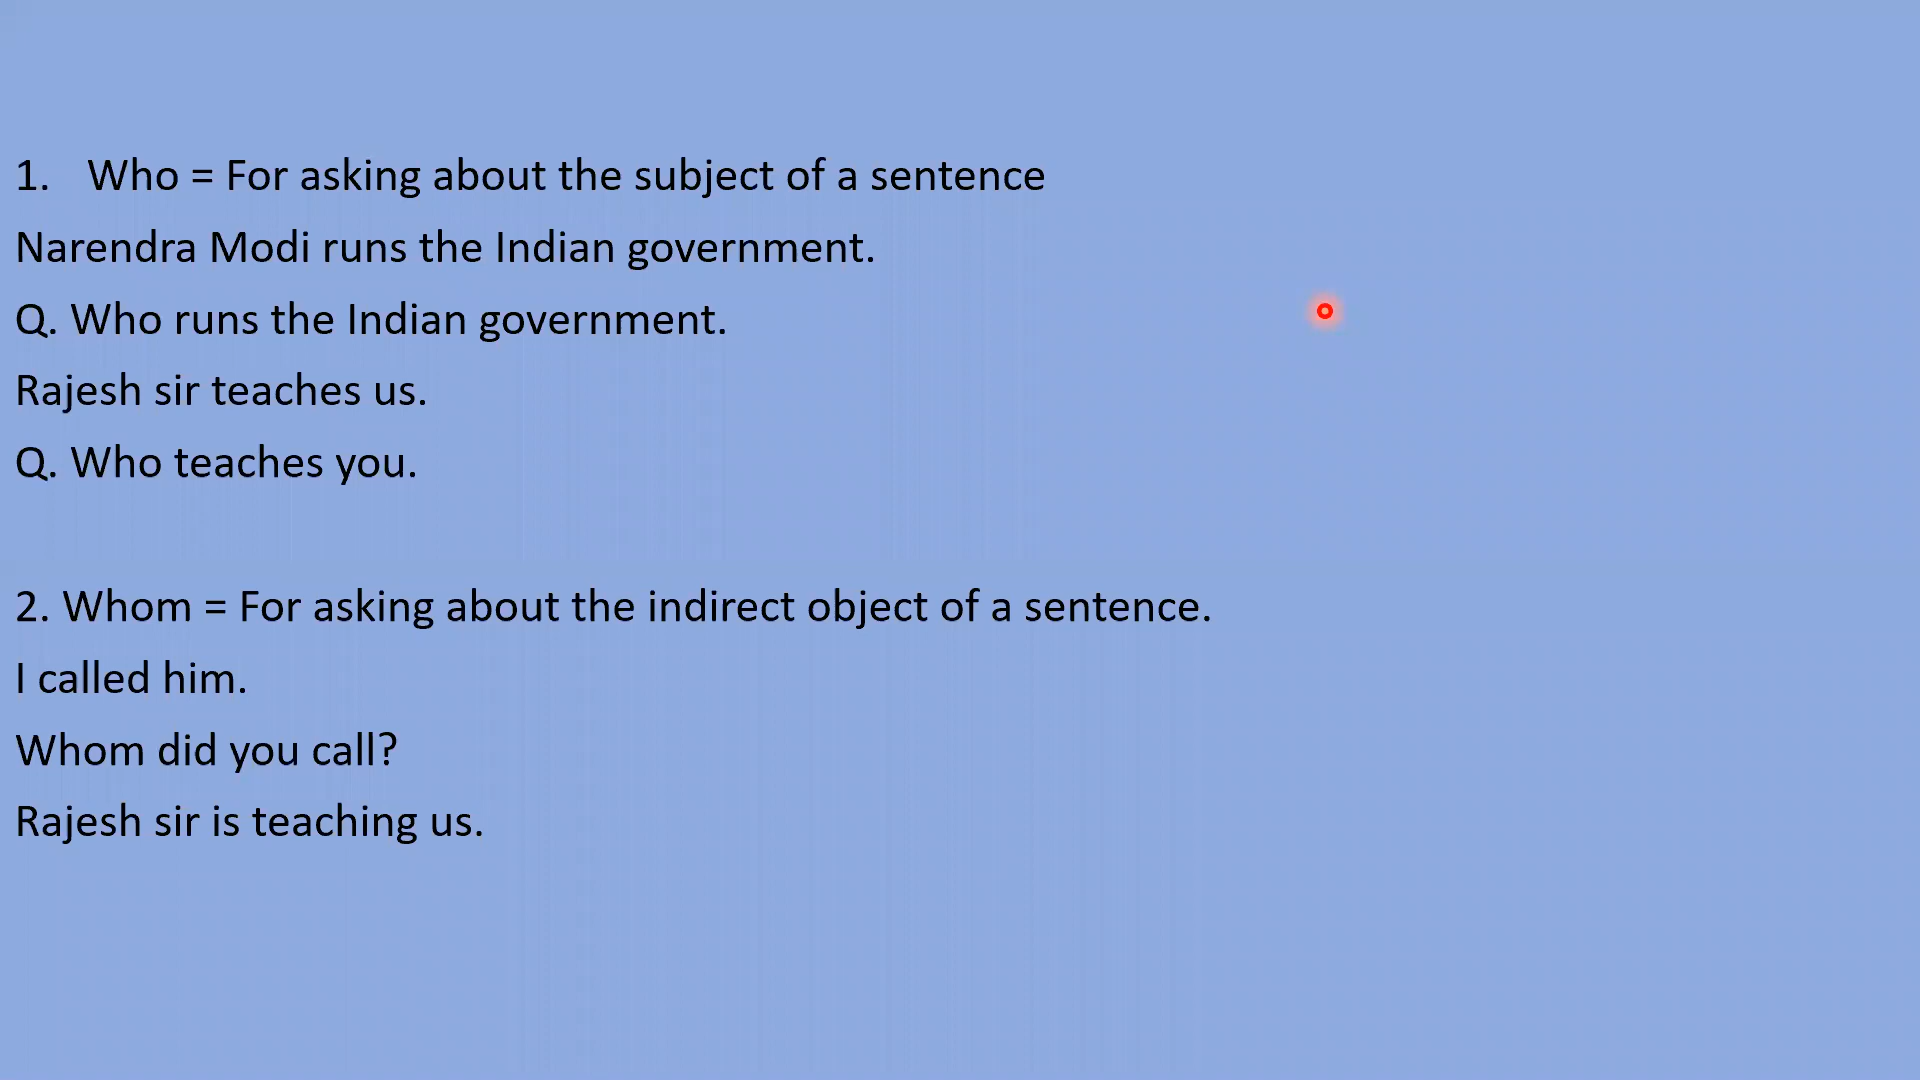 1. Who = For asking about the subject of a sentence
Narendra Modi runs the Indian government.
Q. Who runs the Indian government.
Rajesh sir teaches us.
Q. Who teaches you.
2. Whom = For asking about the indirect object of a sentence.
I called him.
Whom did you call?
Rajesh sir is teaching us.